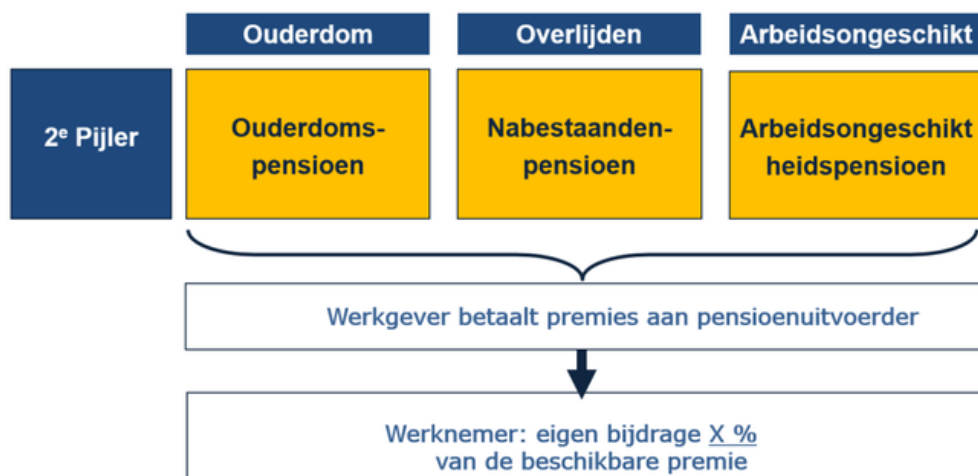 Ouderdom
Overlijden
Arbeidsongeschikt
2e Pijler
Ouderdoms-
pensioen
Nabestaanden-
pensioen
Arbeidsongeschikt
heidspensioen
Werkgever betaalt premies aan pensioenuitvoerder
Werknemer: eigen bijdrage X %
van de beschikbare premie